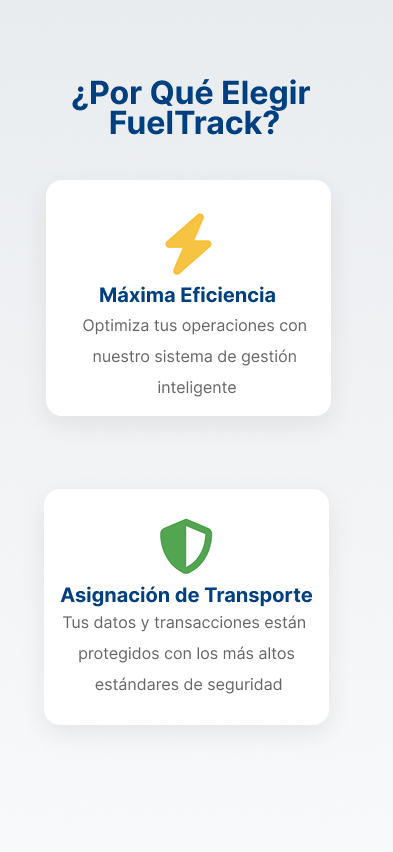 ¿Por Qué Elegir
FuelTrack?
Máxima Eficiencia
Optimiza tus operaciones con
nuestro sistema de gestión
inteligente
Asignación de Transporte
Tus datos y transacciones están
protegidos con los más altos
estándares de seguridad